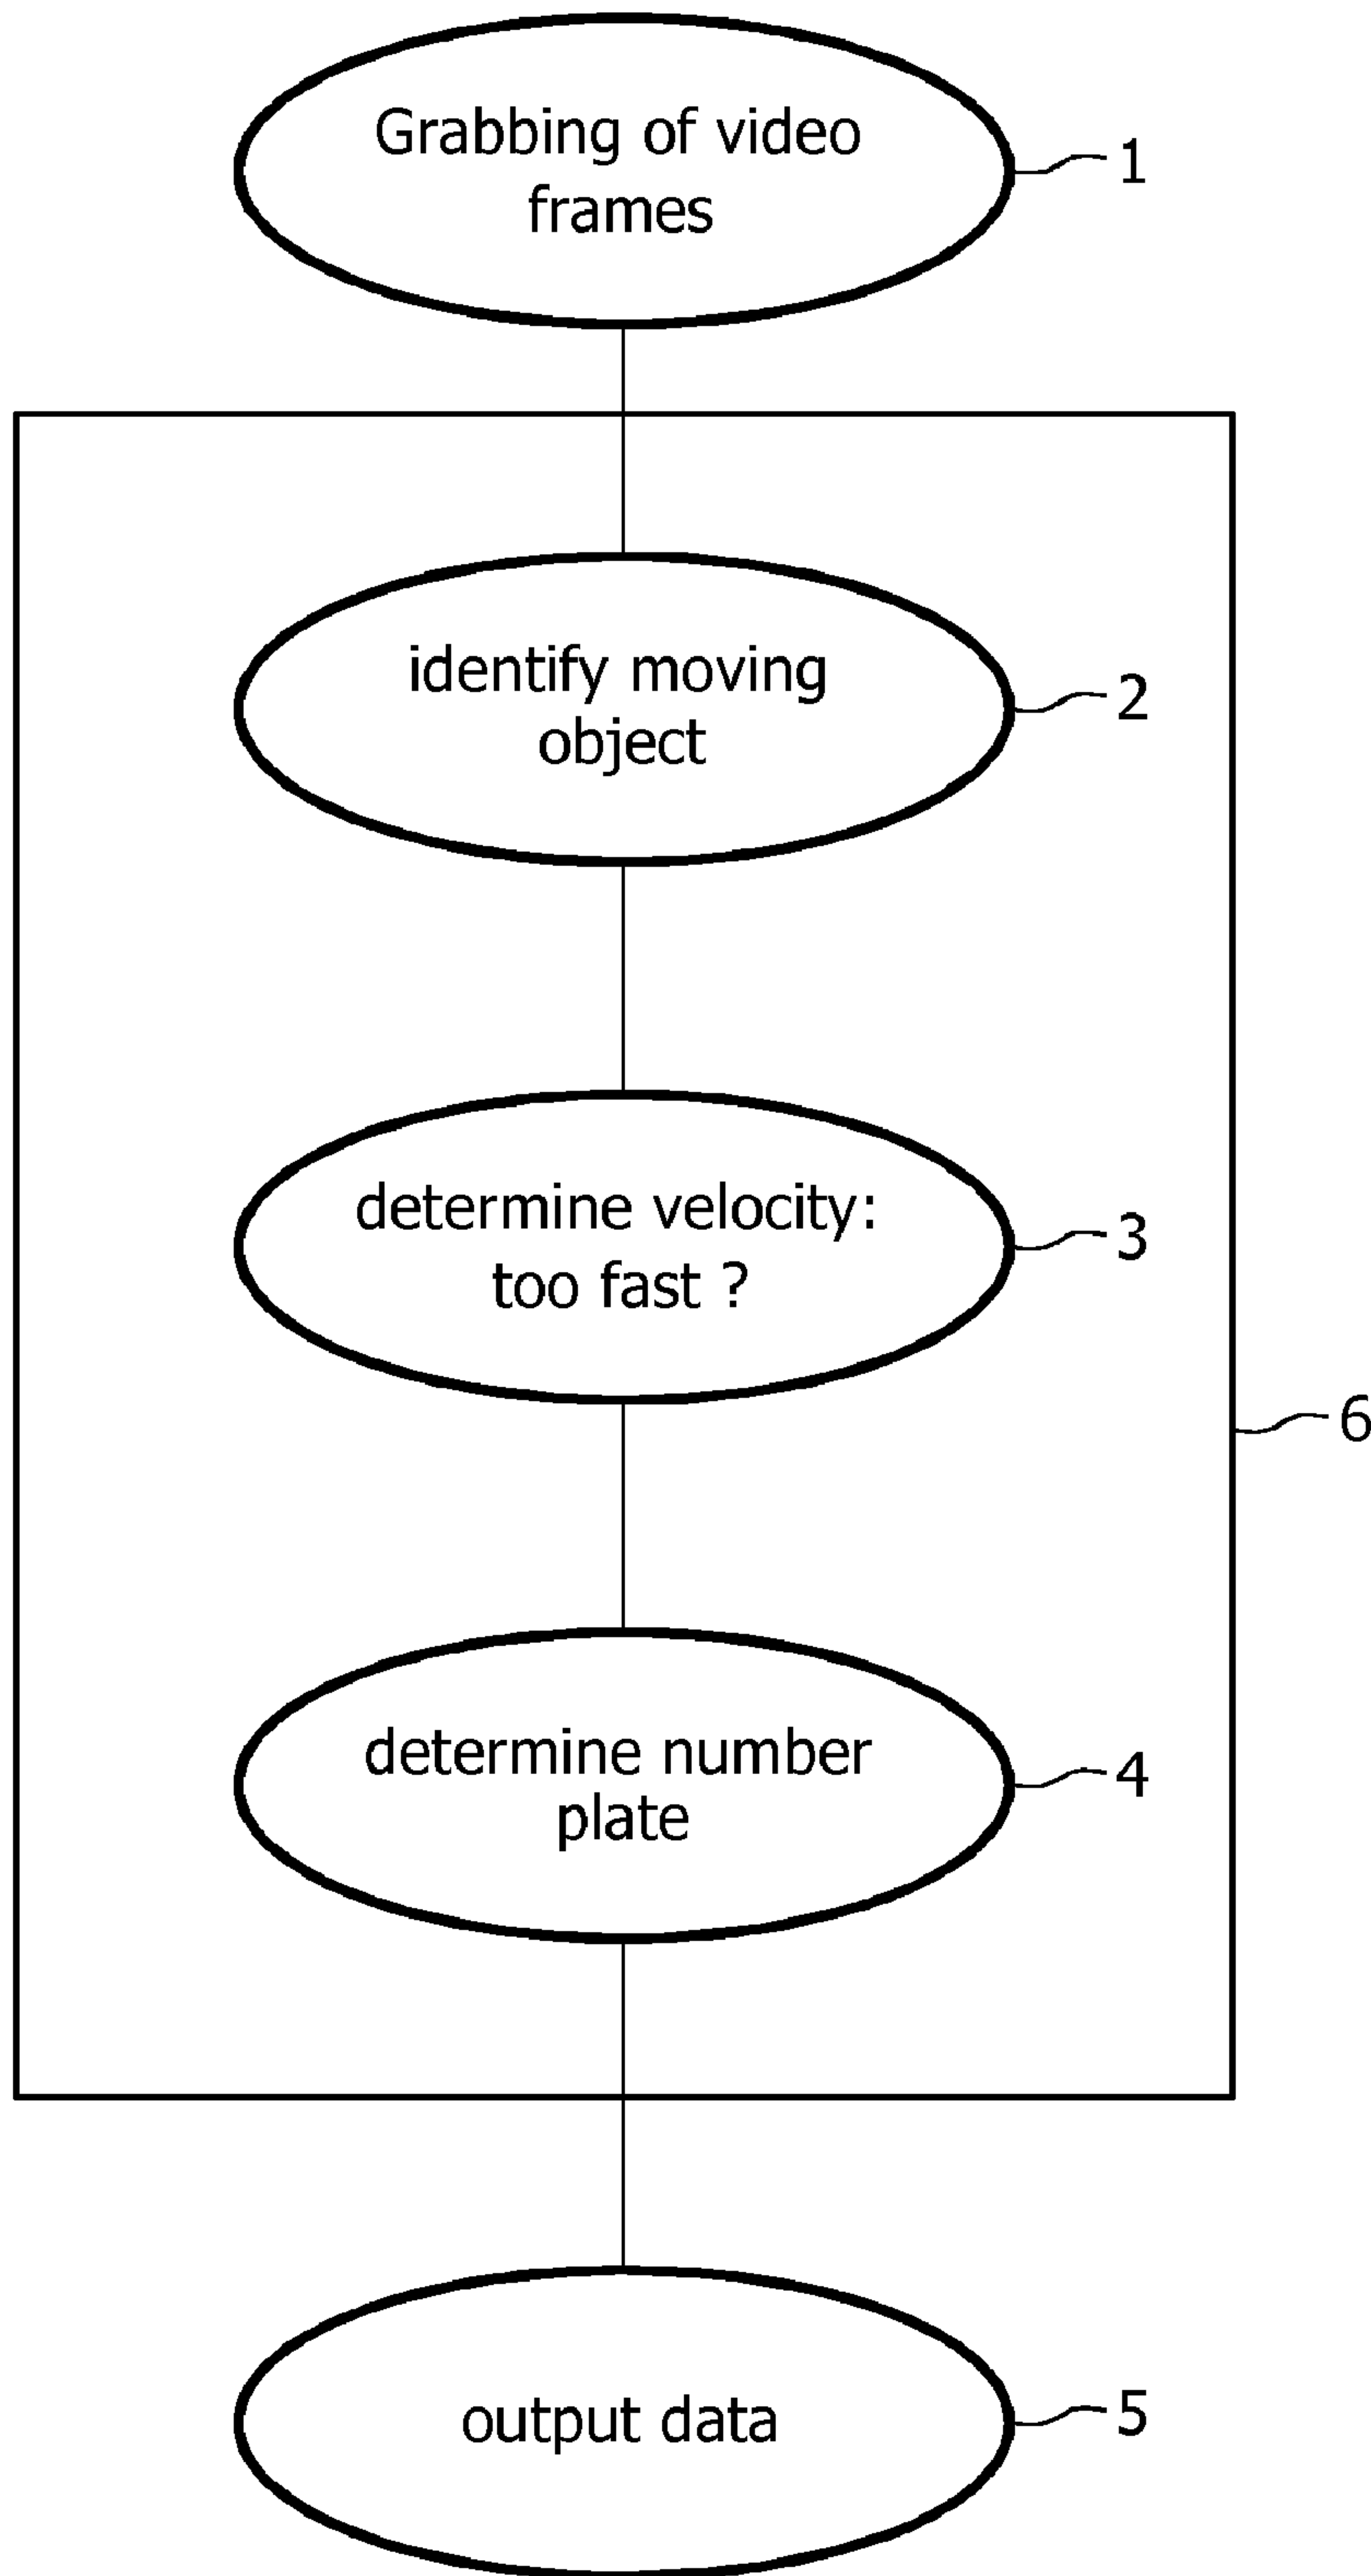 Grabbing of video
frames
1
identify moving
object
2
determine velocity:
too fast ?
3
6
determine number
plate
4
output data
5